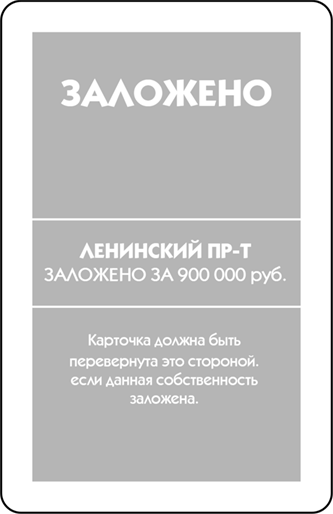 ЗАЛОЖЕНО
ЛЕНИНСКИЙ ПР-Т
ЗАЛОЖЕНО ЗА 900 000 руб.
Карточка должна быть
перевернута это стороной.
если данная собственность
заложена.